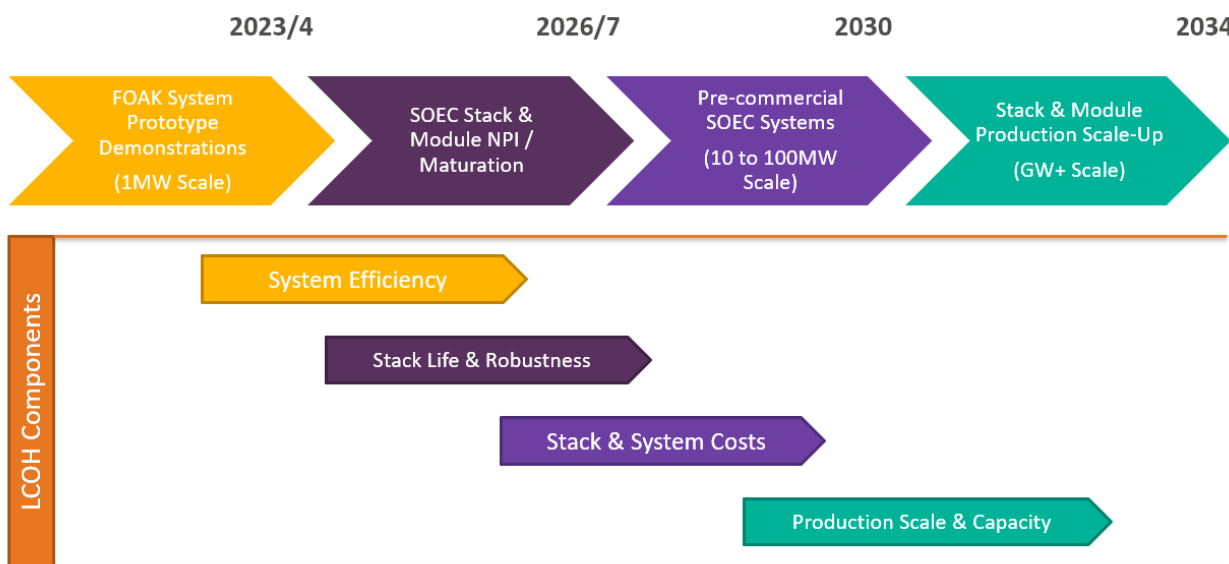 2023/4
2026/7
2030
2034
FOAK System
Prototype
Demonstrations
(1MW Scale)
SOEC Stack &
Module NPI /
Maturation
Pre-commercial
SOEC Systems
(10 to 100MW
Scale)
Stack & Module
Production Scale-Up
(GW+ Scale)
LCOH Components
System Efficiency
Stack Life & Robustness
Stack & System Costs
Production Scale & Capacity